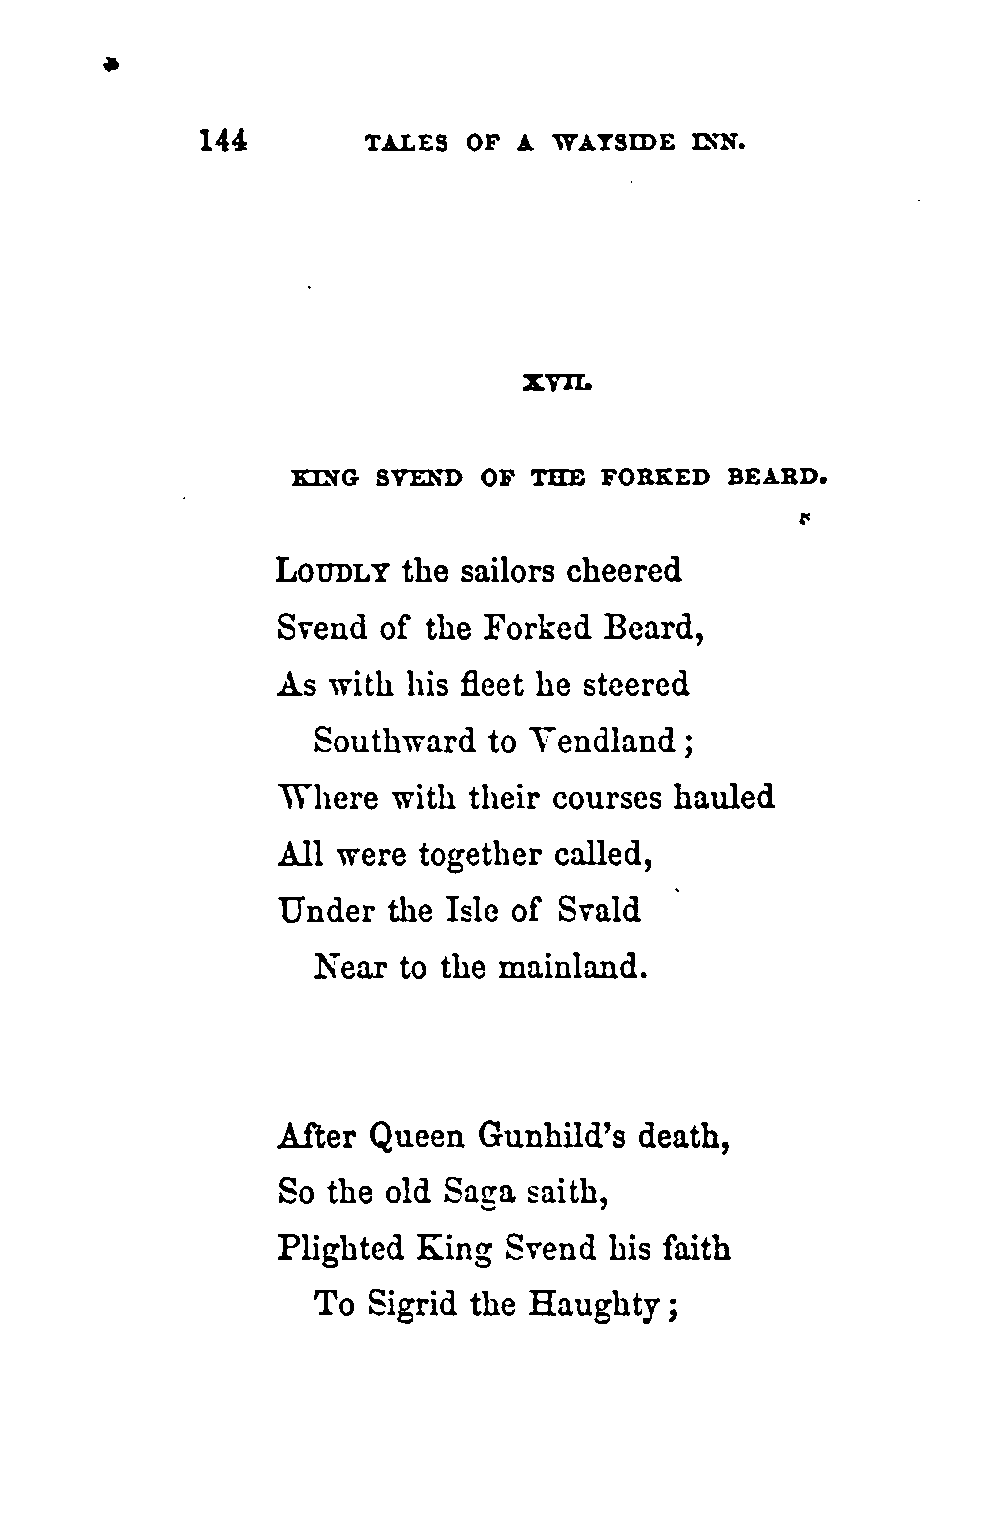 144 TALES OF A WAYSIDE INN.
XVII.
KING SVEND OF THE FORKED BEARD.
LOUDLY the sailors cheered
Svend of the Forked Beard,
As with his fleet he steered
Southward to Vendland;
Where with their courses hauled
All were together called,
Under the Isle of Svald
Near to the mainland.
After Queen Gunhild's death,
So the old Saga saith,
Plighted King Svend his faith
To Sigrid the Haughty;